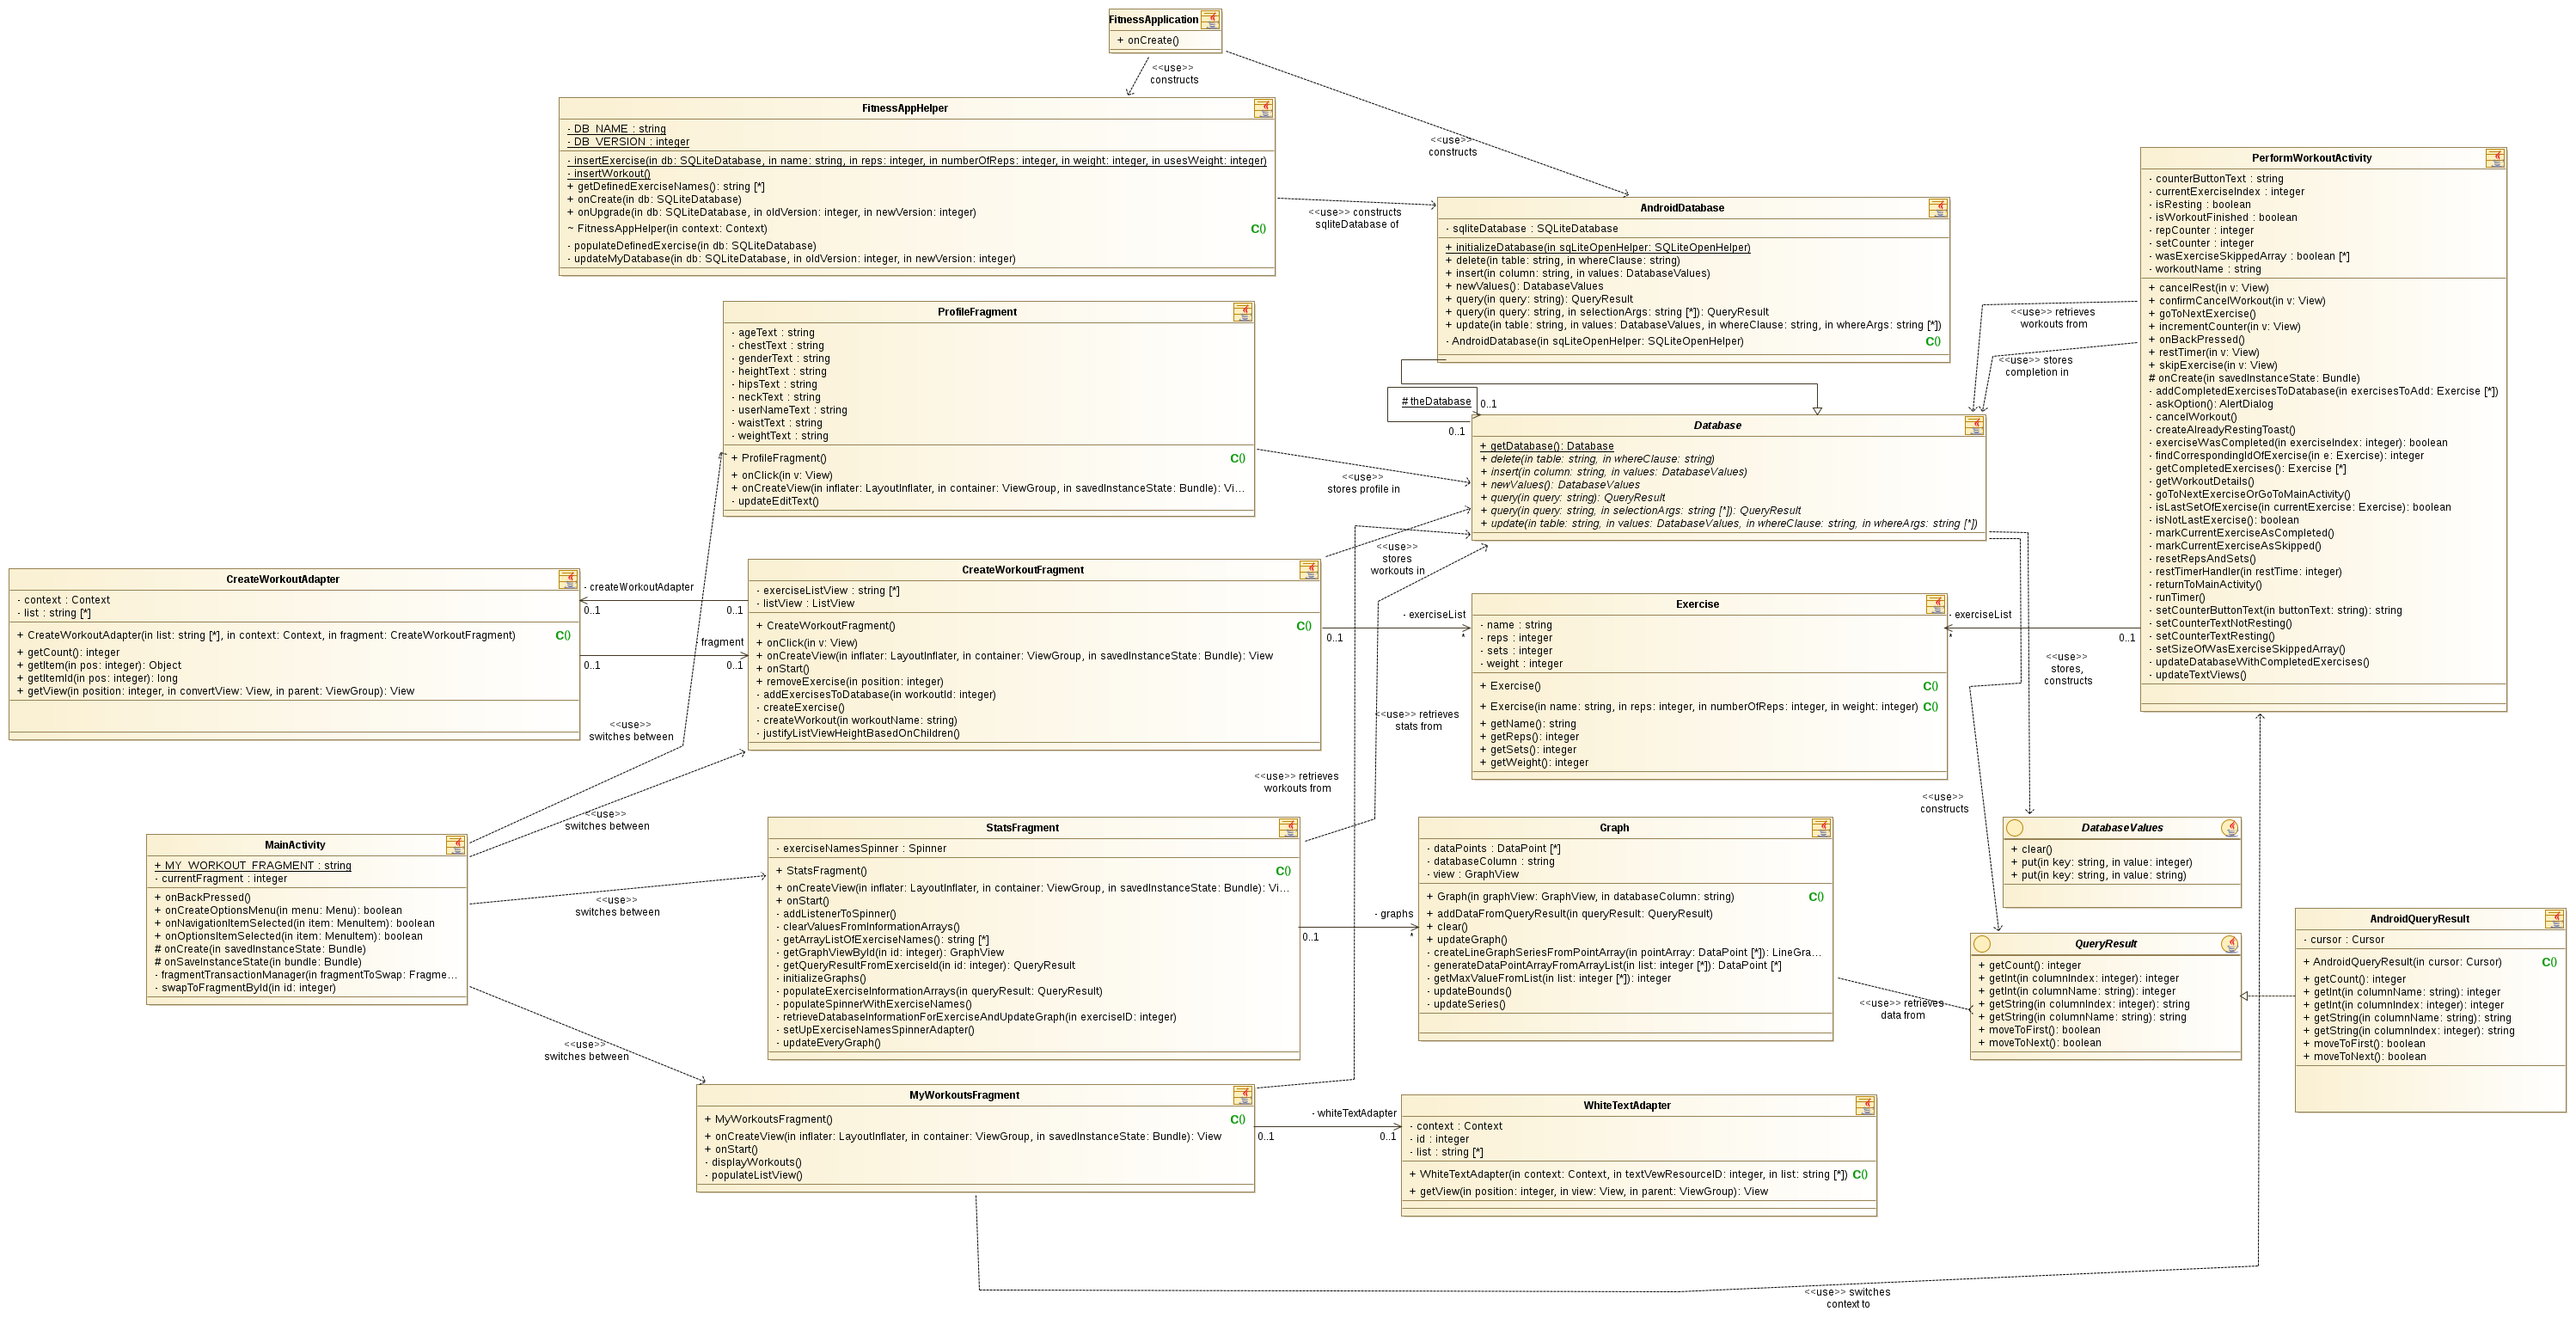 FitnessApplication
+ onCreate()
<<use>>
constructs
<<use>>
constructs
FitnessAppHelper
- DB_NAME : string
- DB_VERSION : integer
- insertExercise(in db: SQLiteDatabase, in name: string, in reps: integer, in numberOfReps: integer, in weight: integer, in usesWeight: integer)
- insertWorkout()
+ getDefinedExerciseNames(): string [*]
+ onCreate(in db: SQLiteDatabase)
+ onUpgrade(in db: SQLiteDatabase, in oldVersion: integer, in newVersion: integer)
~ FitnessAppHelper(in context: Context) C()
- populateDefinedExercise(in db: SQLiteDatabase)
- updateMyDatabase(in db: SQLiteDatabase, in oldVersion: integer, in newVersion: integer)
<<use>> constructs
sqliteDatabase of
AndroidDatabase
- sqliteDatabase : SQLiteDatabase
+ initializeDatabase(in sqLiteOpenHelper: SQLiteOpenHelper)
+ delete(in table: string, in whereClause: string)
+ insert(in column: string, in values: DatabaseValues)
+ newValues(): DatabaseValues
+ query(in query: string): QueryResult
+ query(in query: string, in selectionArgs: string [*]): QueryResult
+ update(in table: string, in values: DatabaseValues, in whereClause: string, in whereArgs: string [*])
- AndroidDatabase(in sqLiteOpenHelper: SQLiteOpenHelper) C()
PerformWorkoutActivity
- counterButtonText : string
- currentExerciseIndex : integer
- isResting : boolean
- isWorkoutFinished : boolean
- repCounter : integer
- setCounter : integer
- wasExerciseSkippedArray : boolean [*]
- workoutName : string
+ cancelRest(in v: View)
+ confirmCancelWorkout(in v: View)
+ goToNextExercise()
+ incrementCounter(in v: View)
+ onBackPressed()
+ restTimer(in v: View)
+ skipExercise(in v: View)
# onCreate(in savedInstanceState: Bundle)
- addCompletedExercisesToDatabase(in exercisesToAdd: Exercise [*])
- askOption(): AlertDialog
- cancelWorkout()
- createAlreadyRestingToast()
- exerciseWasCompleted(in exerciseIndex: integer): boolean
- findCorrespondingIdOfExercise(in e: Exercise): integer
- getCompletedExercises(): Exercise [*]
- getWorkoutDetails()
- goToNextExerciseOrGoToMainActivity()
- isLastSetOfExercise(in currentExercise: Exercise): boolean
- isNotLastExercise(): boolean
- markCurrentExerciseAsCompleted()
- markCurrentExerciseAsSkipped()
- resetRepsAndSets()
- restTimerHandler(in restTime: integer)
- returnToMainActivity()
- runTimer()
- setCounterButtonText(in buttonText: string): string
- setCounterTextNotResting()
- setCounterTextResting()
- setSizeOfWasExerciseSkippedArray()
- updateDatabaseWithCompletedExercises()
- updateTextViews()
<<use>> retrieves
workouts from
<<use>> stores
completion in
ProfileFragment
- ageText : string
- chestText : string
- genderText : string
- heightText : string
- hipsText : string
- neckText : string
- userNameText : string
- waistText : string
- weightText : string
+ ProfileFragment() C()
+ onClick(in v: View)
+ onCreateView(in inflater: LayoutInflater, in container: ViewGroup, in savedInstanceState: Bundle): Vi...
- updateEditText()
<<use>>
stores profile in
# theDatabase
0..1
0..1
Database
+ getDatabase(): Database
+ delete(in table: string, in whereClause: string)
+ insert(in column: string, in values: DatabaseValues)
+ newValues(): DatabaseValues
+ query(in query: string): QueryResult
+ query(in query: string, in selectionArgs: string [*]): QueryResult
+ update(in table: string, in values: DatabaseValues, in whereClause: string, in whereArgs: string [*])
<<use>>
stores
workouts in
CreateWorkoutAdapter
- context : Context
- list : string [*]
+ CreateWorkoutAdapter(in list: string [*], in context: Context, in fragment: CreateWorkoutFragment) C()
+ getCount(): integer
+ getItem(in pos: integer): Object
+ getItemId(in pos: integer): long
+ getView(in position: integer, in convertView: View, in parent: ViewGroup): View
- createWorkoutAdapter
0..1
0..1
fragment
0..1
0..1
CreateWorkoutFragment
- exerciseListView : string [*]
- listView : ListView
+ CreateWorkoutFragment() C()
+ onClick(in v: View)
+ onCreateView(in inflater: LayoutInflater, in container: ViewGroup, in savedInstanceState: Bundle): View
+ onStart()
+ removeExercise(in position: integer)
- addExercisesToDatabase(in workoutId: integer)
- createExercise()
- createWorkout(in workoutName: string)
- justifyListViewHeightBasedOnChildren()
- exerciseList
0..1
*
Exercise
- name : string
- reps : integer
- sets : integer
- weight : integer
+ Exercise() C()
+ Exercise(in name: string, in reps: integer, in numberOfReps: integer, in weight: integer) C()
+ getName(): string
+ getReps(): integer
+ getSets(): integer
+ getWeight(): integer
- exerciseList
*
0..1
<<use>>
stores,
constructs
<<use>>
constructs
<<use>> retrieves
stats from
<<use>> retrieves
workouts from
<<use>>
switches between
<<use>>
switches between
<<use>>
switches between
<<use>>
switches between
MainActivity
+ MY_WORKOUT_FRAGMENT : string
- currentFragment : integer
+ onBackPressed()
+ onCreateOptionsMenu(in menu: Menu): boolean
+ onNavigationItemSelected(in item: MenuItem): boolean
+ onOptionsItemSelected(in item: MenuItem): boolean
# onCreate(in savedInstanceState: Bundle)
# onSaveInstanceState(in bundle: Bundle)
- fragmentTransactionManager(in fragmentToSwap: Fragme...
- swapToFragmentById(in id: integer)
StatsFragment
- exerciseNamesSpinner : Spinner
+ StatsFragment() C()
+ onCreateView(in inflater: LayoutInflater, in container: ViewGroup, in savedInstanceState: Bundle): Vi...
+ onStart()
- addListenerToSpinner()
- clearValuesFromInformationArrays()
- getArrayListOfExerciseNames(): string [*]
- getGraphViewById(in id: integer): GraphView
- getQueryResultFromExerciseId(in id: integer): QueryResult
- initializeGraphs()
- populateExerciseInformationArrays(in queryResult: QueryResult)
- populateSpinnerWithExerciseNames()
- retrieveDatabaseInformationForExerciseAndUpdateGraph(in exerciseID: integer)
- setUpExerciseNamesSpinnerAdapter()
- updateEveryGraph()
- graphs
0..1
*
Graph
- dataPoints : DataPoint [*]
- databaseColumn : string
- view : GraphView
+ Graph(in graphView: GraphView, in databaseColumn: string) C()
+ addDataFromQueryResult(in queryResult: QueryResult)
+ clear()
+ updateGraph()
- createLineGraphSeriesFromPointArray(in pointArray: DataPoint [*]): LineGra...
- generateDataPointArrayFromArrayList(in list: integer [*]): DataPoint [*]
- getMaxValueFromList(in list: integer [*]): integer
- updateBounds()
- updateSeries()
<<use>> retrieves
data from
DatabaseValues
+ clear()
+ put(in key: string, in value: integer)
+ put(in key: string, in value: string)
QueryResult
+ getCount(): integer
+ getInt(in columnIndex: integer): integer
+ getInt(in columnName: string): integer
+ getString(in columnIndex: integer): string
+ getString(in columnName: string): string
+ moveToFirst(): boolean
+ moveToNext(): boolean
AndroidQueryResult
- cursor : Cursor
+ AndroidQueryResult(in cursor: Cursor) C()
+ getCount(): integer
+ getInt(in columnName: string): integer
+ getInt(in columnIndex: integer): integer
+ getString(in columnName: string): string
+ getString(in columnIndex: integer): string
+ moveToFirst(): boolean
+ moveToNext(): boolean
MyWorkoutsFragment
+ MyWorkoutsFragment() C()
+ onCreateView(in inflater: LayoutInflater, in container: ViewGroup, in savedInstanceState: Bundle): View
+ onStart()
- displayWorkouts()
- populateListView()
- whiteTextAdapter
0..1
0..1
WhiteTextAdapter
- context : Context
- id : integer
- list : string [*]
+ WhiteTextAdapter(in context: Context, in textVewResourceID: integer, in list: string [*]) C()
+ getView(in position: integer, in view: View, in parent: ViewGroup): View
<<use>> switches
context to